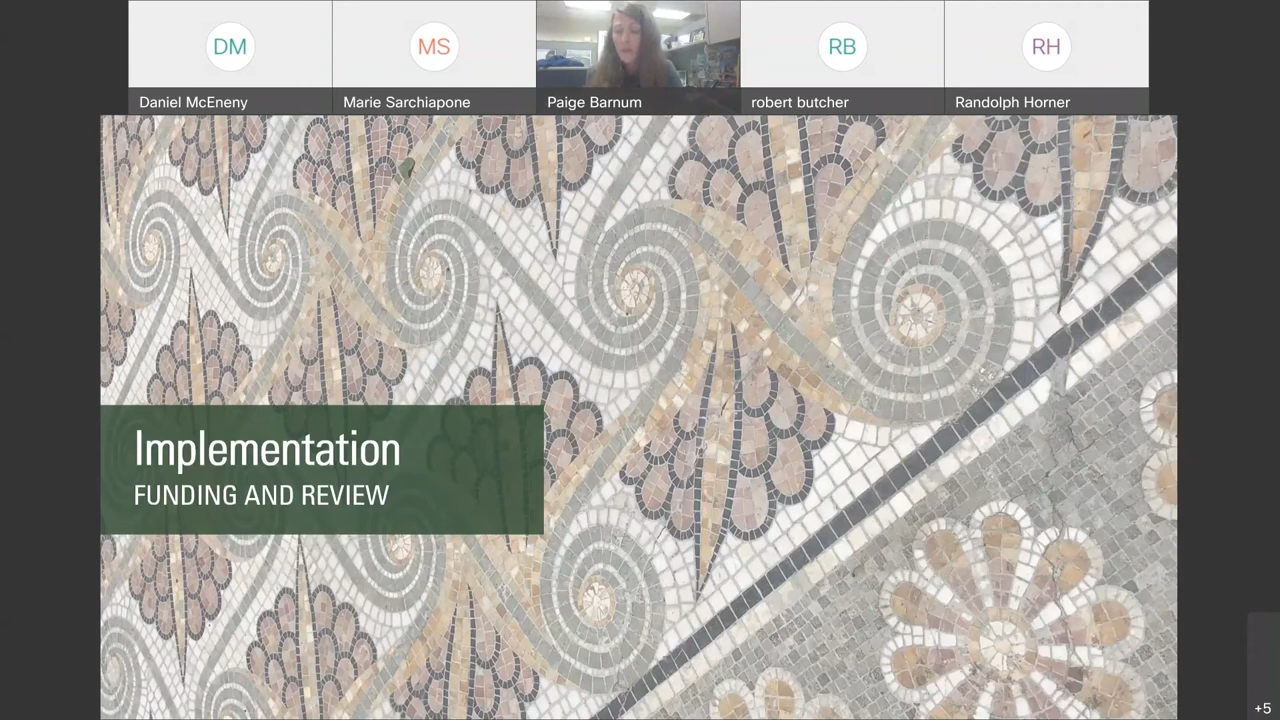 DM
MS
RB
RH
Daniel McEneny
Marie Sarchiapone
Paige Barnum
robert butcher
Randolph Horner
Implementation
FUNDING AND REVIEW
+5